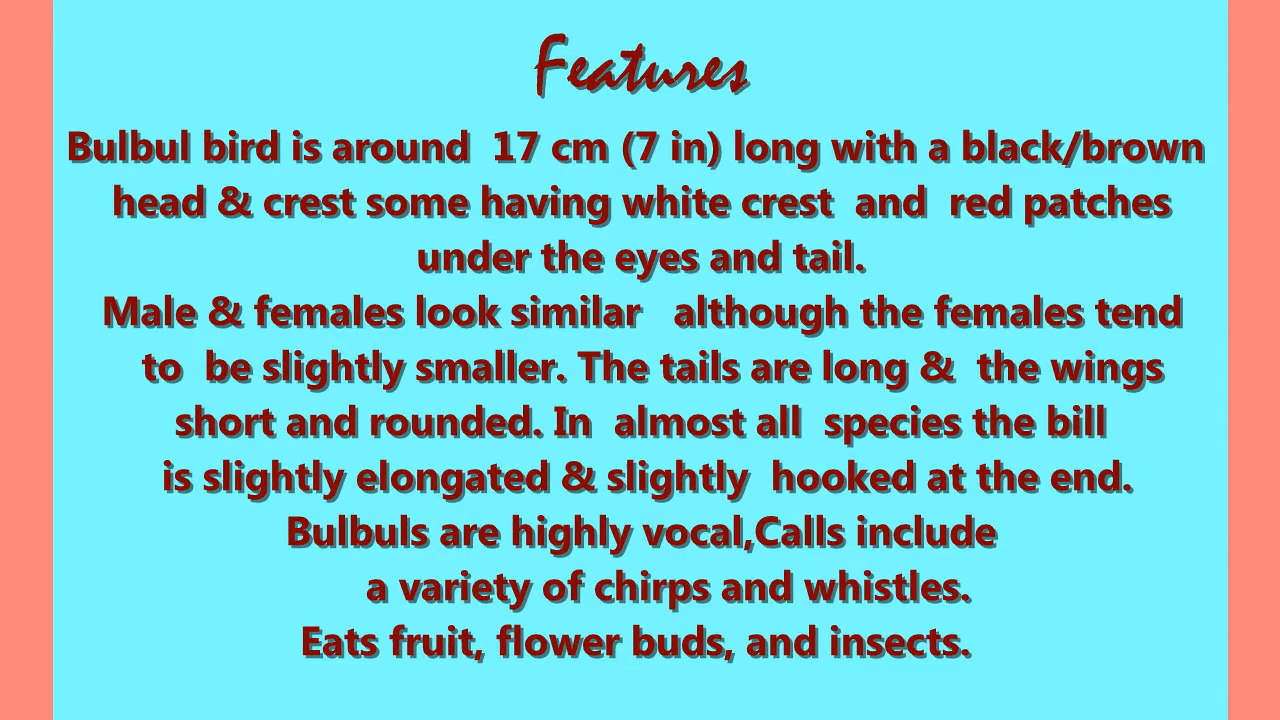 Features
Bulbul bird is around  17 cm (7 in) long with a black/brown
head & crest some having white crest  and  red patches
under the eyes and tail.
Male & females look similar   although the females tend
to  be slightly smaller. The tails are long &  the wings
short and rounded. In  almost all  species the bill
is slightly elongated & slightly  hooked at the end.
Bulbuls are highly vocal,Calls include
a variety of chirps and whistles.
Eats fruit, flower buds, and insects.